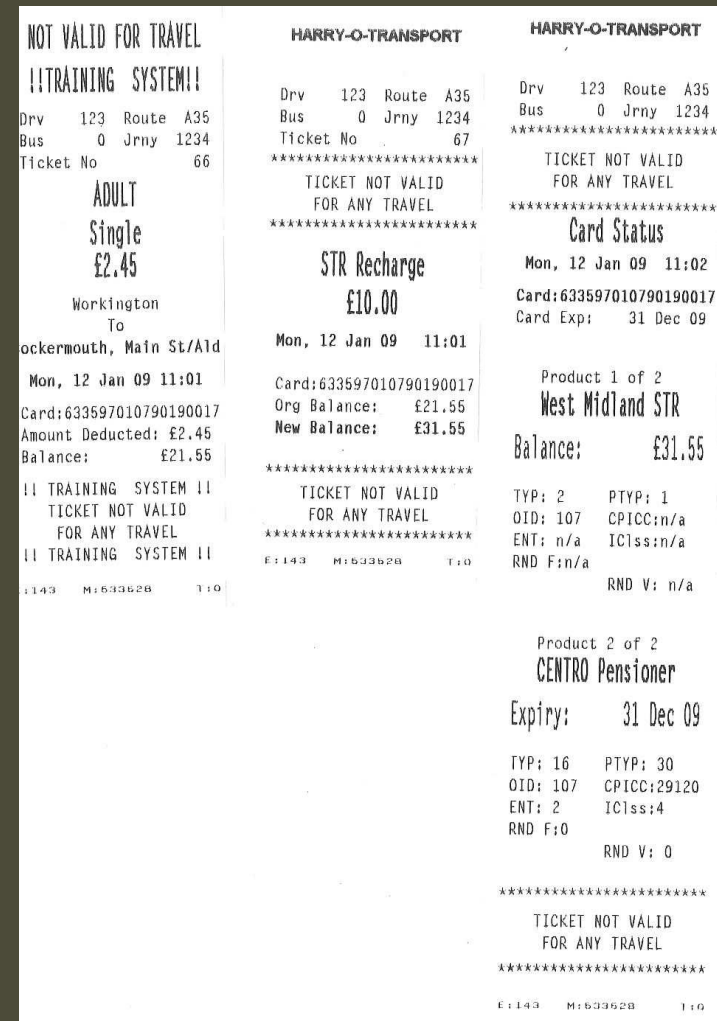 NOT VALID FOR TRAVEL
!!TRAINING SYSTEM!!
Drv 123 Route A35
Bus 0 Jrny 1234
Ticket No 66
ADULT
Single
£2.45
Workington
To
ockermouth, Main St/Ald
Mon, 12 Jan 09 11:01
Card:633597010790190017
Amount Deducted: £2.45
Balance: £21.55
!! TRAINING SYSTEM !!
TICKET NOT VALID
FOR ANY TRAVEL
!! TRAINING SYSTEM !!
:143 M:533628 T:0
HARRY-O-TRANSPORT
Drv 123 Route A35
Bus 0 Jrny 1234
Ticket No 67
************************
TICKET NOT VALID
FOR ANY TRAVEL
************************
STR Recharge
£10.00
Mon, 12 Jan 09 11:01
Card:633597010790190017
Org Balance: £21.55
New Balance: £31.55
************************
TICKET NOT VALID
FOR ANY TRAVEL
************************
E:143 M:533628 T:0
HARRY-O-TRANSPORT
Drv 123 Route A35
Bus 0 Jrny 1234
************************
TICKET NOT VALID
FOR ANY TRAVEL
************************
Card Status
Mon, 12 Jan 09 11:02
Card:633597010790190017
Card Exp: 31 Dec 09
Product 1 of 2
West Midland STR
Balance: £31.55
TYP: 2 PTYP: 1
OID: 107 CPICC:n/a
ENT: n/a IClss:n/a
RND F:n/a
RND V: n/a
Product 2 of 2
CENTRO Pensioner
Expiry: 31 Dec 09
TYP: 16 PTYP: 30
OID: 107 CPICC:29120
ENT: 2 IClss:4
RND F:0
RND V: 0
************************
TICKET NOT VALID
FOR ANY TRAVEL
************************
E:143 M:533628 T:0